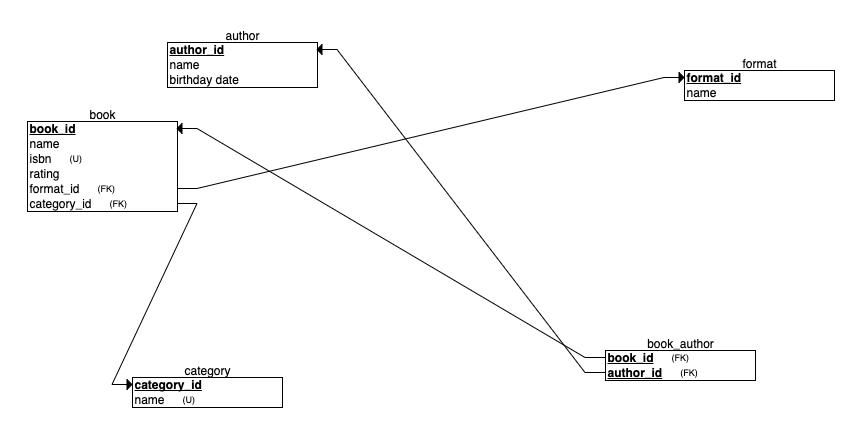 author
author_id
name
birthday date
format
format_id
name
book
book_id
name
isbn (U)
rating
format_id (FK)
category_id (FK)
book_author
book_id (FK)
author_id (FK)
category
category_id
name (U)